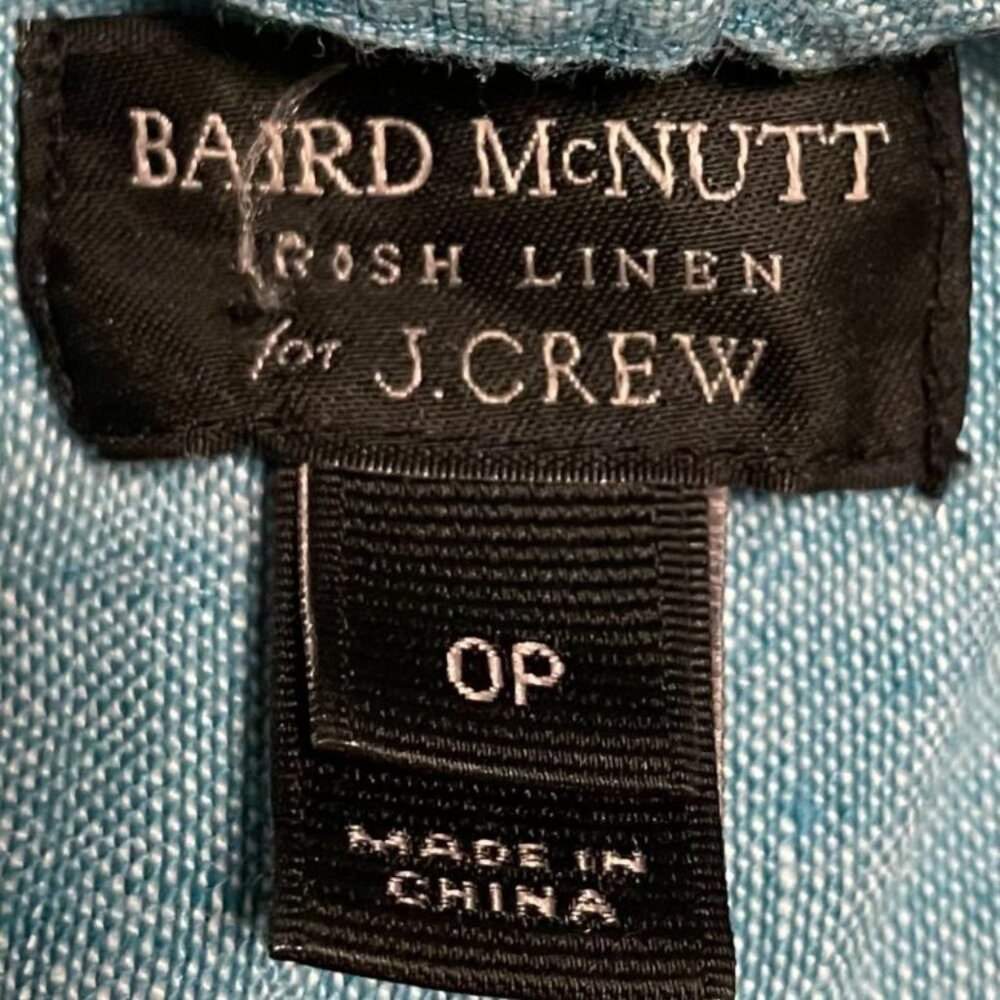 BAIRD McNUTT
IRISH LINEN
for J.CREW
0P
MADE IN
CHINA